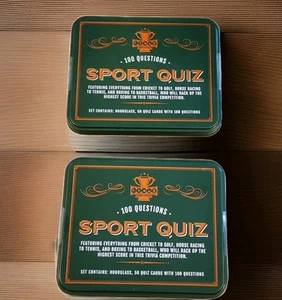 100 QUESTIONS
SPORT QUIZ
FEATURING EVERYTHING FROM CRICKET TO GOLF, HORSE RACING
TO TENNIS, AND BOXING TO BASKETBALL, WHO WILL RACK UP THE
HIGHEST SCORE IN THIS TRIVIA COMPETITION.
SET CONTAINS: HOURGLASS, 50 QUIZ CARDS WITH 100 QUESTIONS
100 QUESTIONS
SPORT QUIZ
FEATURING EVERYTHING FROM CRICKET TO GOLF, HORSE RACING
TO TENNIS, AND BOXING TO BASKETBALL, WHO WILL RACK UP THE
HIGHEST SCORE IN THIS TRIVIA COMPETITION.
SET CONTAINS: HOURGLASS, 50 QUIZ CARDS WITH 100 QUESTIONS